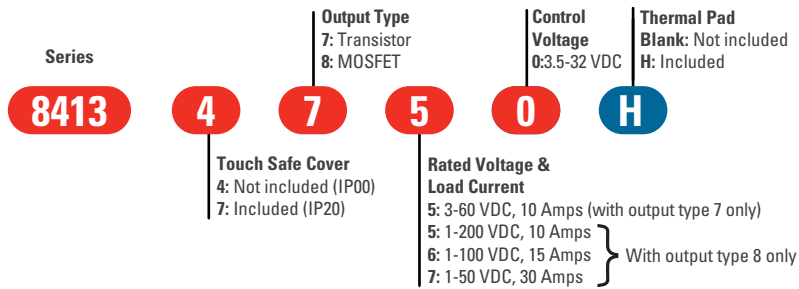 Output Type
7: Transistor
8: MOSFET
Control
Voltage
0:3.5-32 VDC
Thermal Pad
Blank: Not included
H: Included
Series
8413
4
7
5
0
H
Touch Safe Cover
4: Not included (IP00)
7: Included (IP20)
Rated Voltage &
Load Current
5: 3-60 VDC, 10 Amps (with output type 7 only)
5: 1-200 VDC, 10 Amps
6: 1-100 VDC, 15 Amps
7: 1-50 VDC, 30 Amps
With output type 8 only